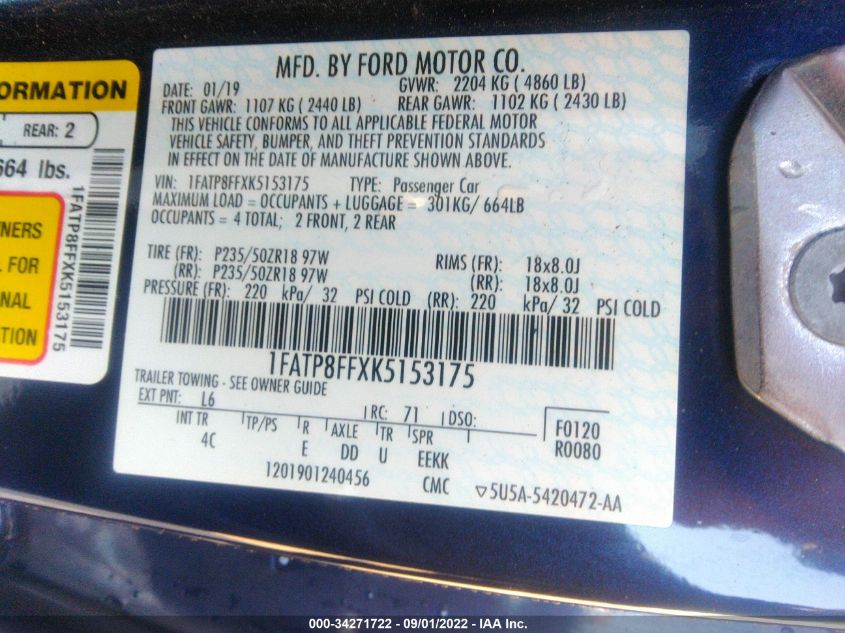 ORMATION
REAR: 2
664 lbs.
1FATP8FFXK5153175
OWNERS
L FOR
NAL
TION
MFD. BY FORD MOTOR CO.
DATE: 01/19 GVWR: 2204 KG ( 4860 LB)
FRONT GAWR: 1107 KG ( 2440 LB) REAR GAWR: 1102 KG ( 2430 LB)
THIS VEHICLE CONFORMS TO ALL APPLICABLE FEDERAL MOTOR
VEHICLE SAFETY, BUMPER, AND THEFT PREVENTION STANDARDS
IN EFFECT ON THE DATE OF MANUFACTURE SHOWN ABOVE.
VIN: 1FATP8FFXK5153175 TYPE: Passenger Car
MAXIMUM LOAD = OCCUPANTS + LUGGAGE = 301KG/ 664LB
OCCUPANTS = 4 TOTAL; 2 FRONT, 2 REAR
TIRE (FR): P235/50ZR18 97W RIMS (FR): 18x8.0J
(RR): P235/50ZR18 97W (RR): 18x8.0J
PRESSURE (FR): 220 kPa/ 32 PSI COLD (RR): 220 kPa/ 32 PSI COLD
1FATP8FFXK5153175
TRAILER TOWING - SEE OWNER GUIDE
EXT PNT: L6 RC: 71 DSO: F0120
INT TR TP/PS R AXLE TR SPR R0080
4C E DD U EEKK
1201901240456 CMC ▽5U5A-5420472-AA
000-34271722 - 09/01/2022 - IAA Inc.